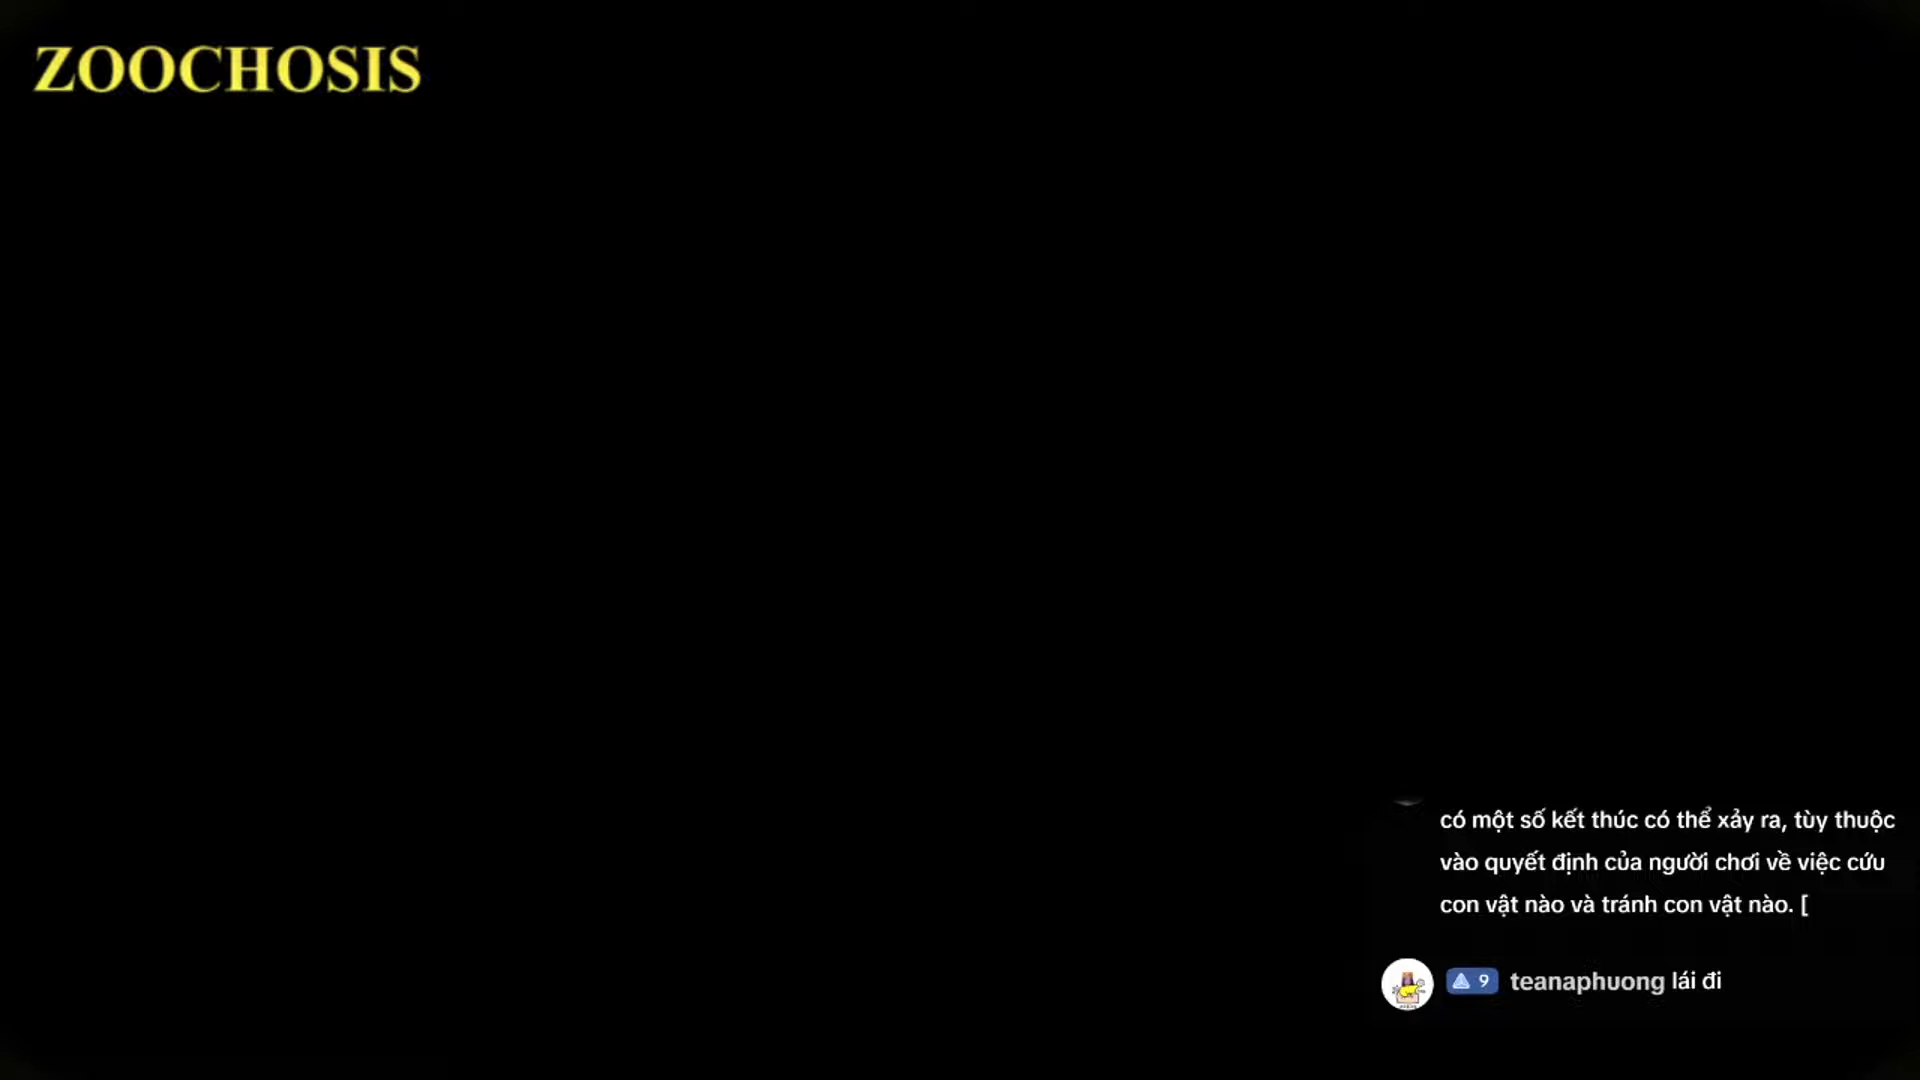 ZOOCHOSIS
có một số kết thúc có thể xảy ra, tùy thuộc
vào quyết định của người chơi về việc cứu
con vật nào và tránh con vật nào. [
9 teanaphuong lái đi